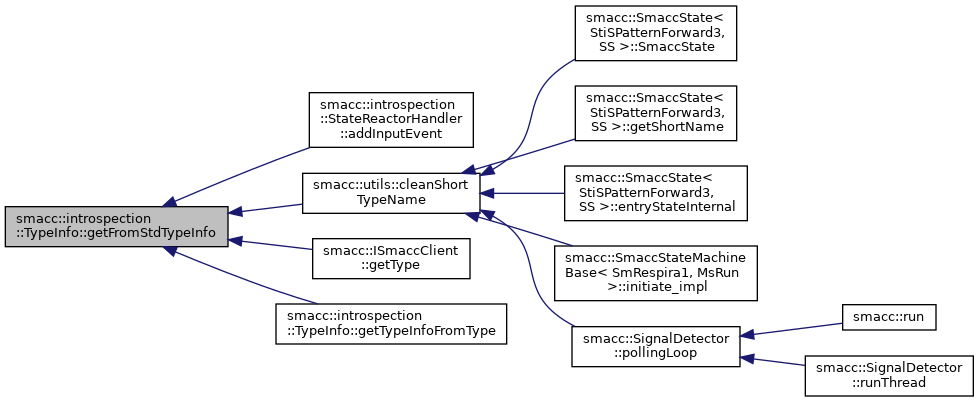 smacc::introspection
::TypeInfo::getFromStdTypeInfo
smacc::introspection
::StateReactorHandler
::addInputEvent
smacc::utils::cleanShort
TypeName
smacc::ISmaccClient
::getType
smacc::introspection
::TypeInfo::getTypeInfoFromType
smacc::SmaccState<
StiSPatternForward3,
SS >::SmaccState
smacc::SmaccState<
StiSPatternForward3,
SS >::getShortName
smacc::SmaccState<
StiSPatternForward3,
SS >::entryStateInternal
smacc::SmaccStateMachine
Base< SmRespira1, MsRun
>::initiate_impl
smacc::SignalDetector
::pollingLoop
smacc::run
smacc::SignalDetector
::runThread